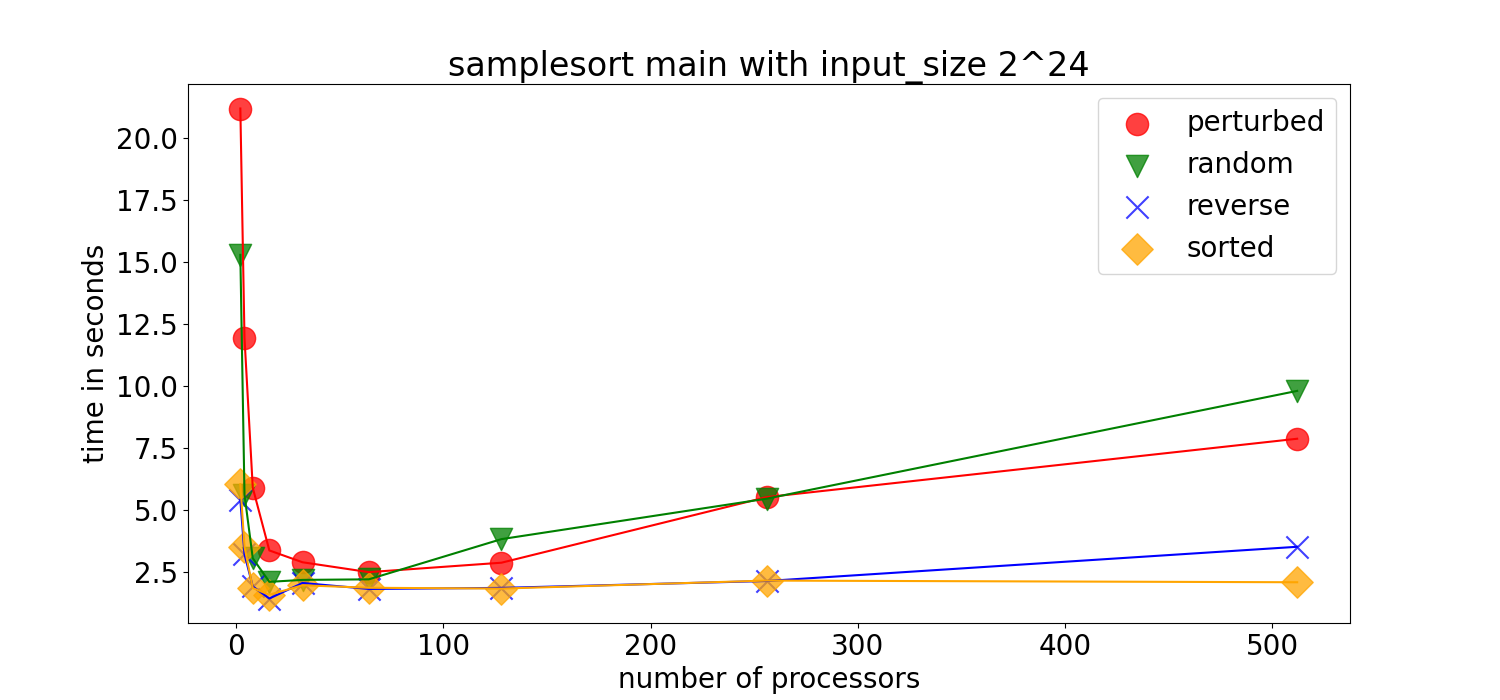 samplesort main with input_size 2^24
perturbed
random
reverse
sorted
time in seconds
20.0
17.5
15.0
12.5
10.0
7.5
5.0
2.5
0 100 200 300 400 500
number of processors